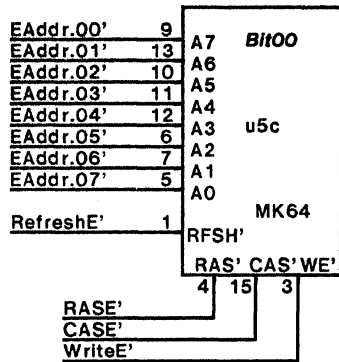 EAddr.00' 9 A7 Bit00
EAddr.01' 13 A6
EAddr.02' 10 A5
EAddr.03' 11 A4
EAddr.04' 12 A3 u5c
EAddr.05' 6 A2
EAddr.06' 7 A1
EAddr.07' 5 A0
MK64
RefreshE' 1 RFSH'
RAS' CAS' WE'
4 15 3
RASE'
CASE'
WriteE'